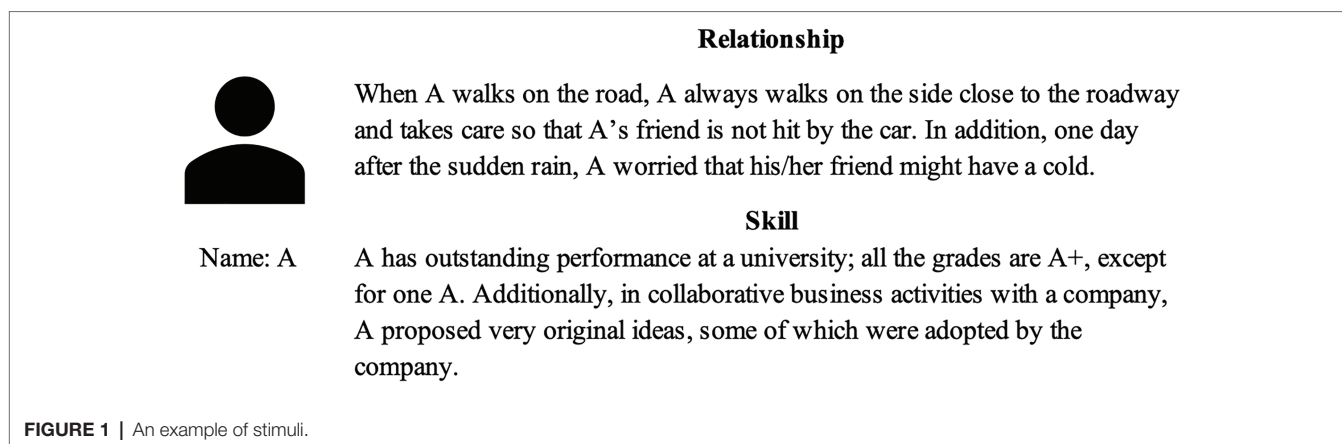 Relationship
When A walks on the road, A always walks on the side close to the roadway
and takes care so that A’s friend is not hit by the car. In addition, one day
after the sudden rain, A worried that his/her friend might have a cold.
Skill
Name: A
A has outstanding performance at a university; all the grades are A+, except
for one A. Additionally, in collaborative business activities with a company,
A proposed very original ideas, some of which were adopted by the
company.
FIGURE 1 | An example of stimuli.